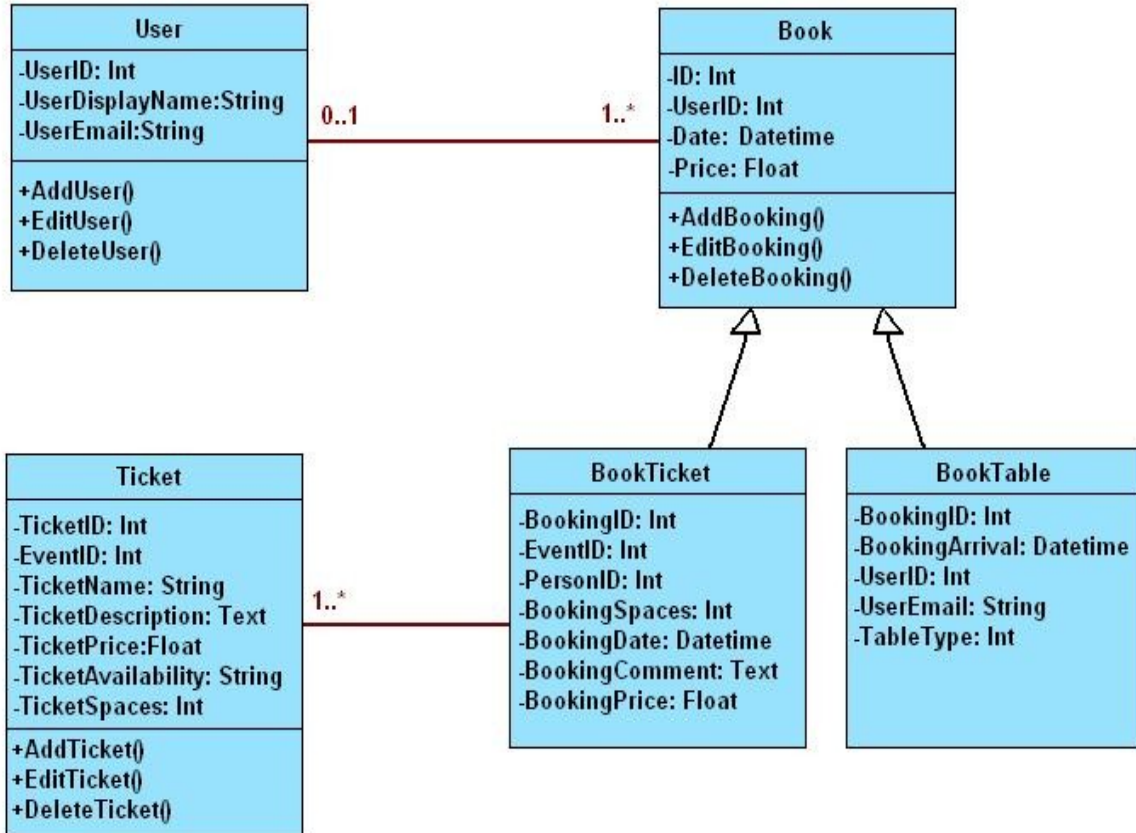 User
-UserID: Int
-UserDisplayName:String
-UserEmail:String
+AddUser()
+EditUser()
+DeleteUser()
0..1
1..*
Book
-ID: Int
-UserID: Int
-Date: Datetime
-Price: Float
+AddBooking()
+EditBooking()
+DeleteBooking()
Ticket
-TicketID: Int
-EventID: Int
-TicketName: String
-TicketDescription: Text
-TicketPrice:Float
-TicketAvailability: String
-TicketSpaces: Int
+AddTicket()
+EditTicket()
+DeleteTicket()
1..*
BookTicket
-BookingID: Int
-EventID: Int
-PersonID: Int
-BookingSpaces: Int
-BookingDate: Datetime
-BookingComment: Text
-BookingPrice: Float
BookTable
-BookingID: Int
-BookingArrival: Datetime
-UserID: Int
-UserEmail: String
-TableType: Int